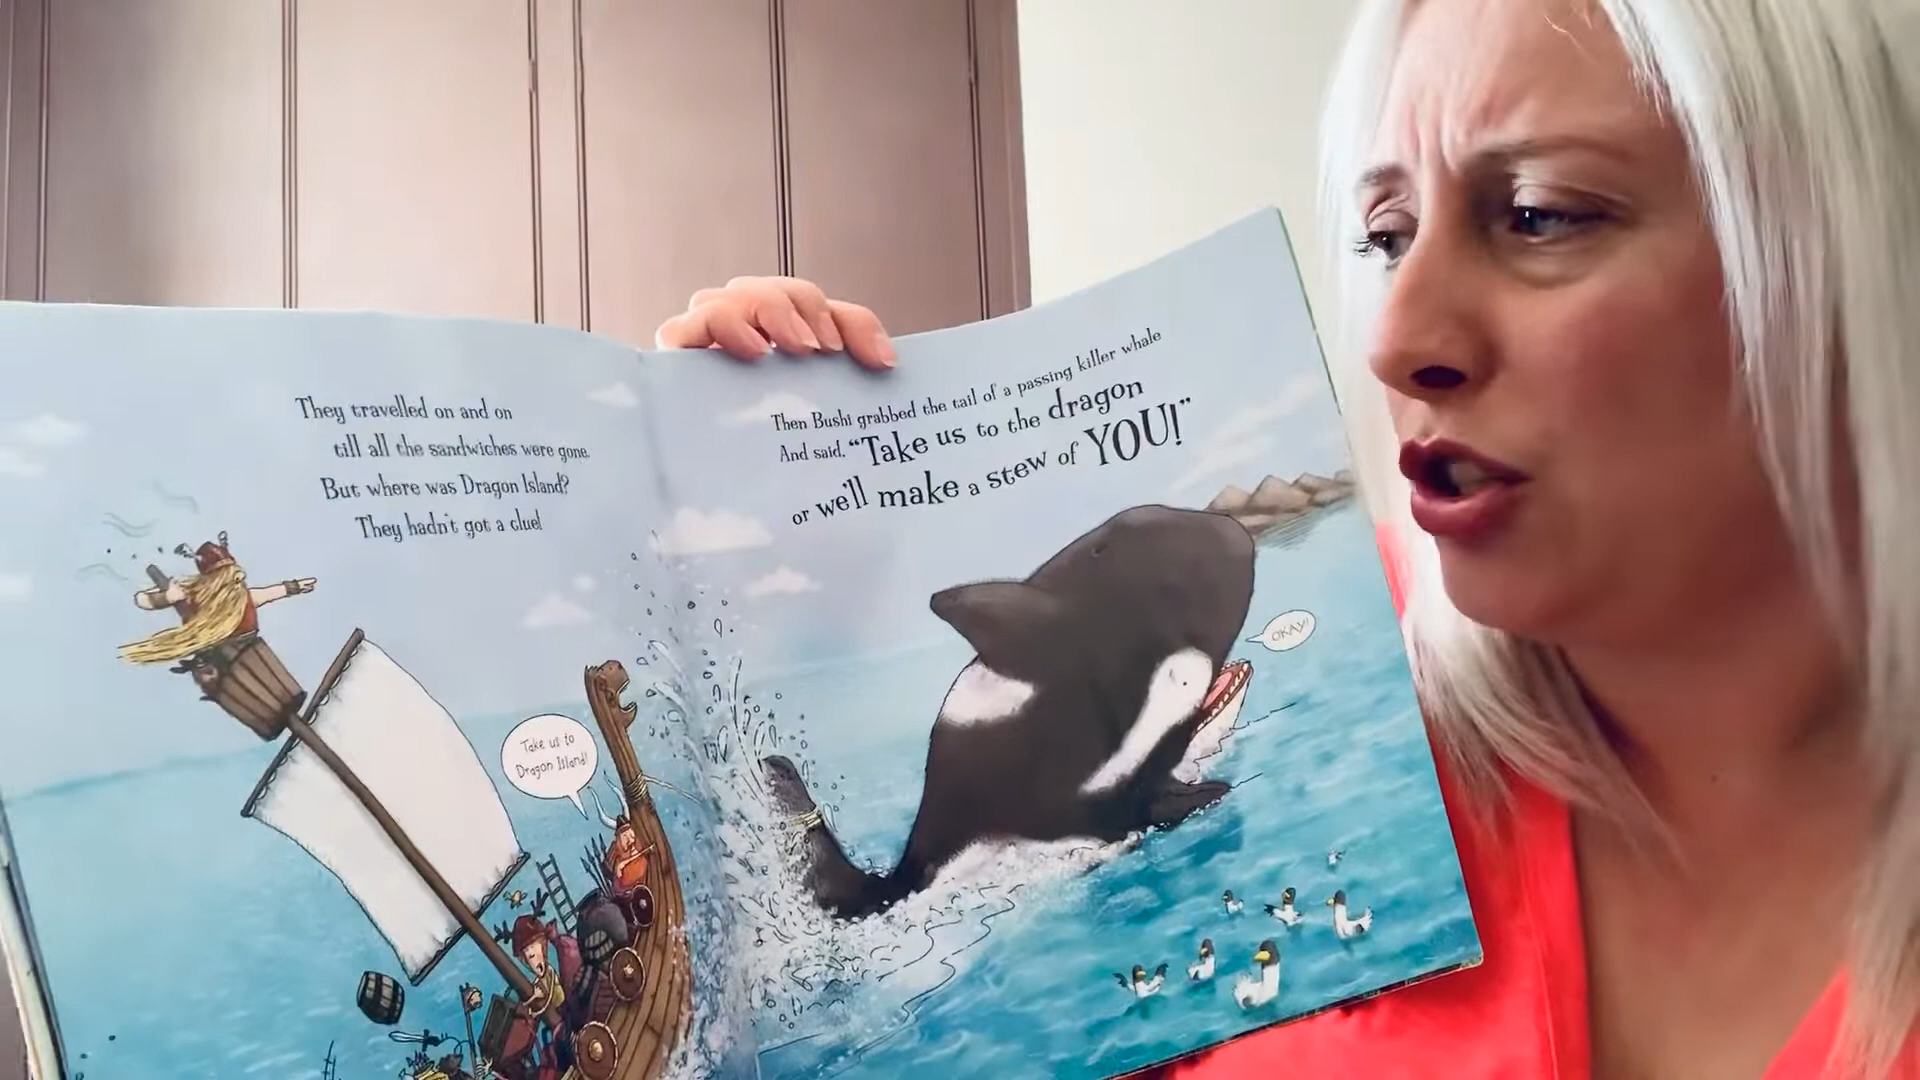 They travelled on and on
till all the sandwiches were gone.
But where was Dragon Island?
They hadn't got a clue!
Take us to
Dragon Island!
Then Bushi grabbed the tail of a passing killer whale
And said, "Take us to the dragon
or we'll make a stew of YOU!"
OKAY!